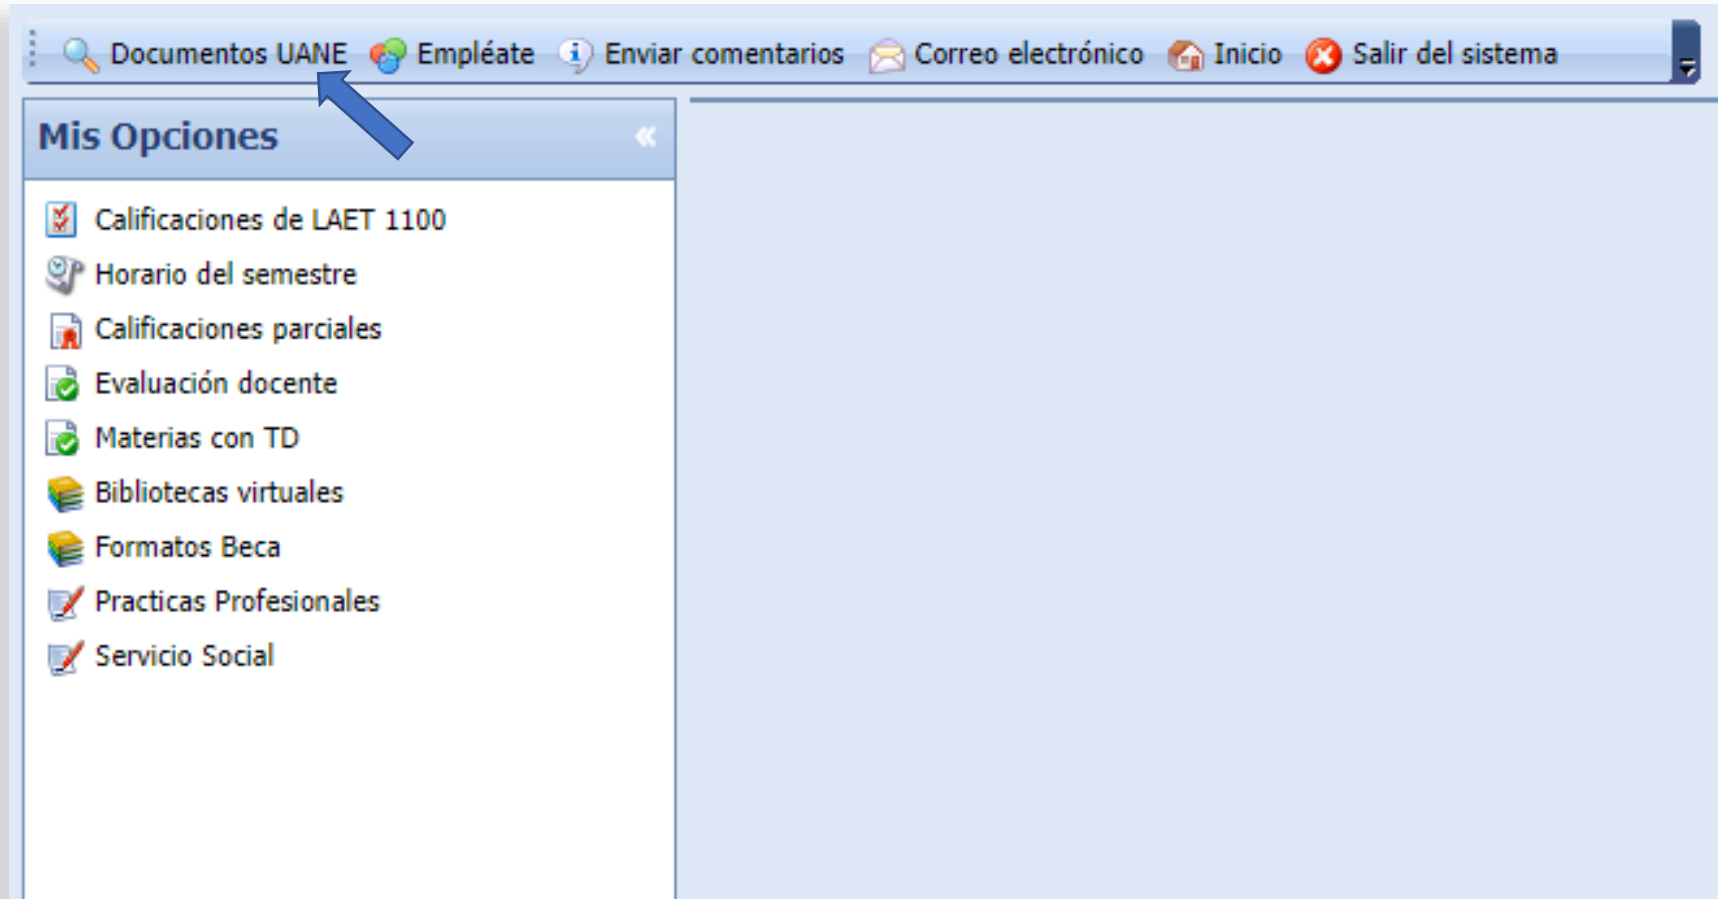 Documentos UANE Empléate Enviar comentarios Correo electrónico Inicio Salir del sistema
Mis Opciones
Calificaciones de LAET 1100
Horario del semestre
Calificaciones parciales
Evaluación docente
Materias con TD
Bibliotecas virtuales
Formatos Beca
Practicas Profesionales
Servicio Social